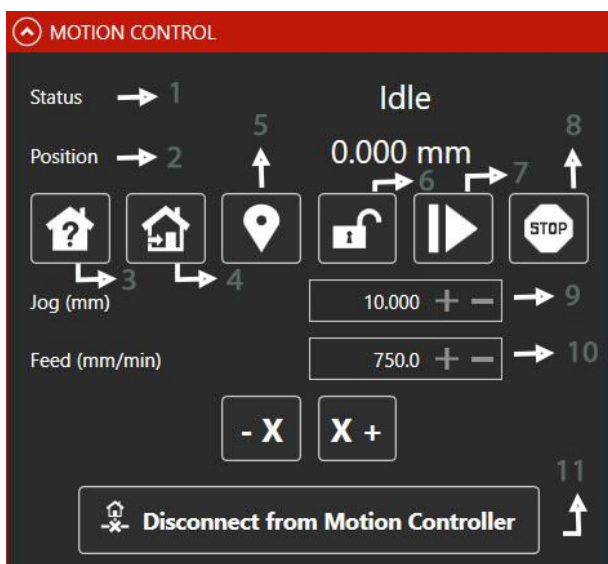 MOTION CONTROL
Status 1 Idle
5 8
Position 2 0.000 mm
6 7
? STOP
3 4
Jog (mm) 10.000 + − 9
Feed (mm/min) 750.0 + − 10
- X X +
11
-x- Disconnect from Motion Controller